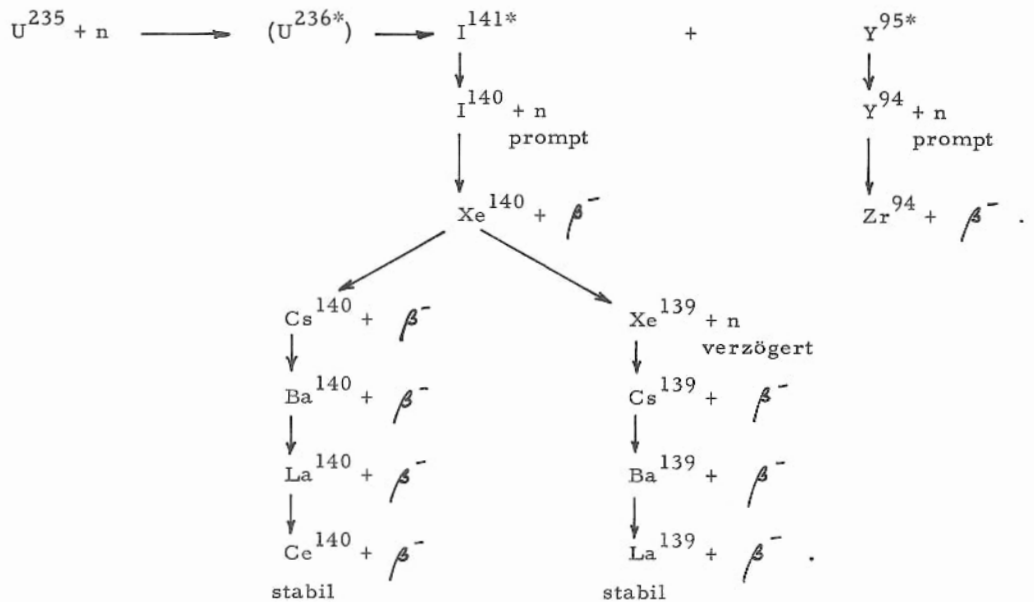 U²³⁵ + n ⟶ (U²³⁶*) ⟶ I¹⁴¹* + Y⁹⁵*
I¹⁴⁰ + n Y⁹⁴ + n
prompt prompt
Xe¹⁴⁰ + β⁻ Zr⁹⁴ + β⁻ .
Cs¹⁴⁰ + β⁻ Xe¹³⁹ + n
verzögert
Ba¹⁴⁰ + β⁻ Cs¹³⁹ + β⁻
La¹⁴⁰ + β⁻ Ba¹³⁹ + β⁻
Ce¹⁴⁰ + β⁻ La¹³⁹ + β⁻ .
stabil stabil